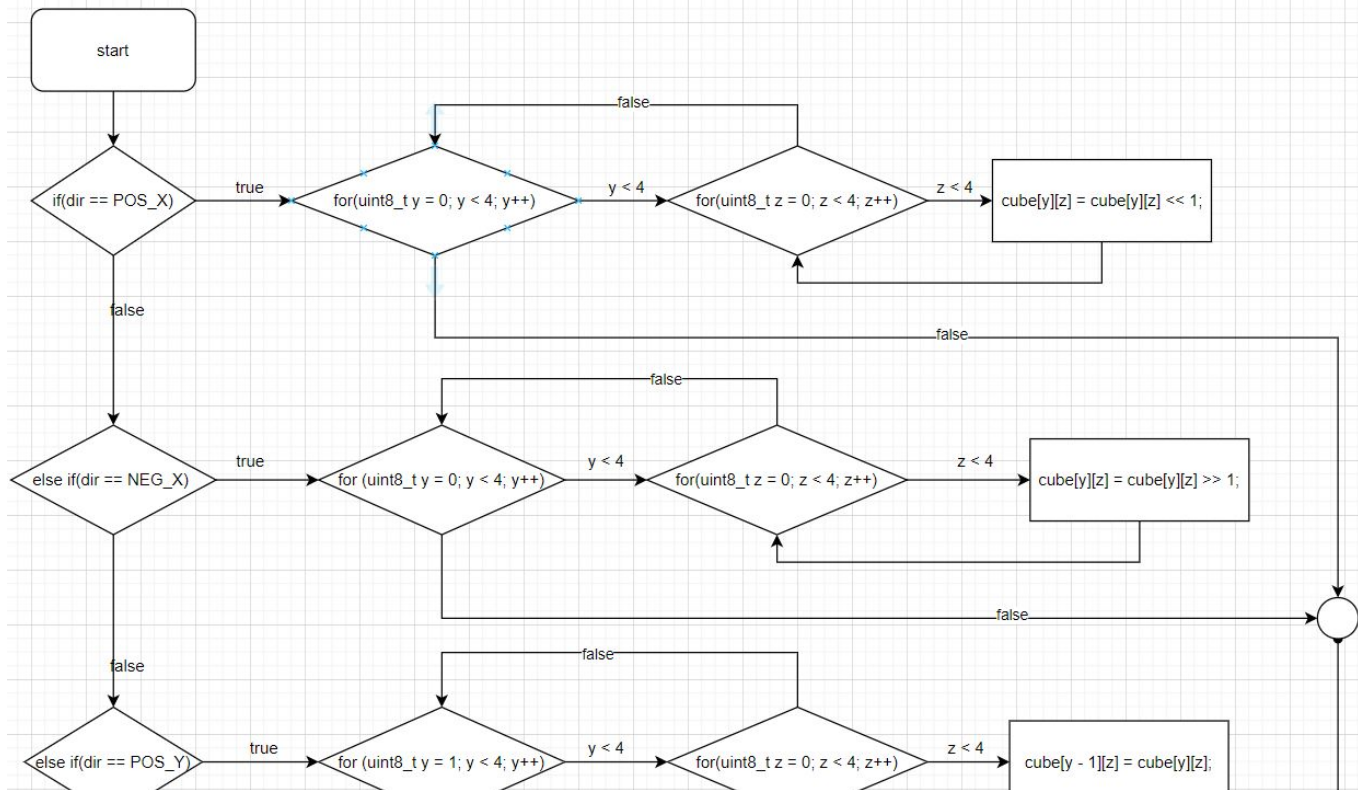 start
false
if(dir == POS_X)
true
for(uint8_t y = 0; y < 4; y++)
y < 4
for(uint8_t z = 0; z < 4; z++)
z < 4
cube[y][z] = cube[y][z] << 1;
false
false
false
else if(dir == NEG_X)
true
for (uint8_t y = 0; y < 4; y++)
y < 4
for(uint8_t z = 0; z < 4; z++)
z < 4
cube[y][z] = cube[y][z] >> 1;
false
false
false
else if(dir == POS_Y)
true
for (uint8_t y = 1; y < 4; y++)
y < 4
for(uint8_t z = 0; z < 4; z++)
z < 4
cube[y - 1][z] = cube[y][z];